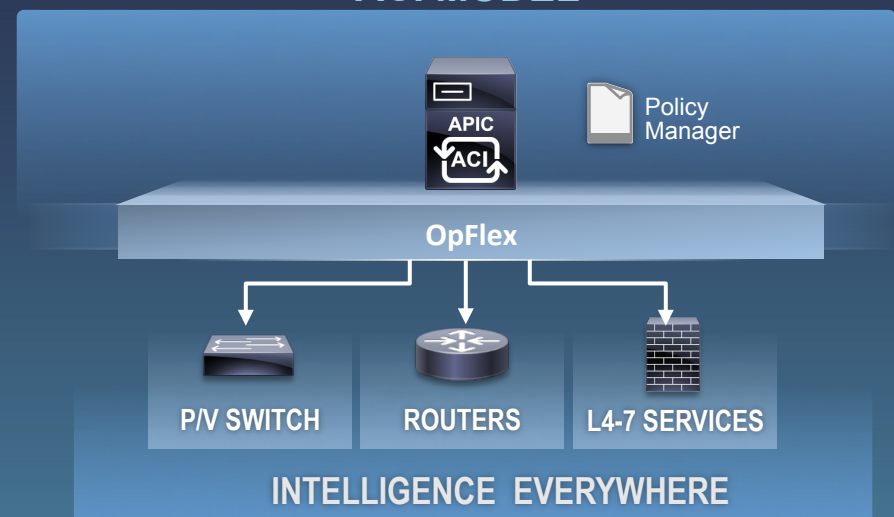 APIC
ACI
Policy
Manager
OpFlex
P/V SWITCH
ROUTERS
L4-7 SERVICES
INTELLIGENCE EVERYWHERE